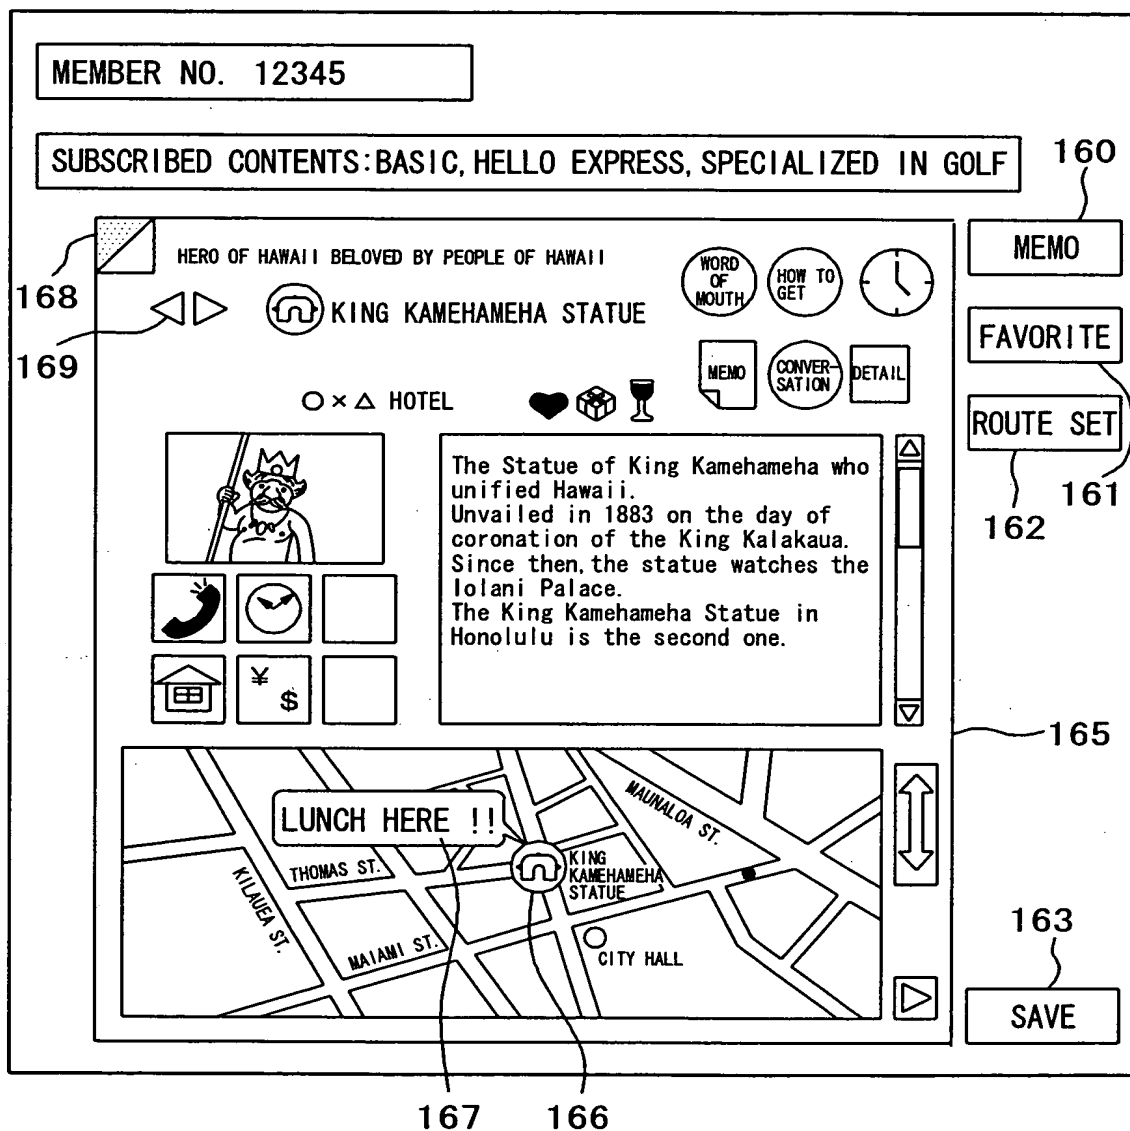 MEMBER NO. 12345
SUBSCRIBED CONTENTS:BASIC, HELLO EXPRESS, SPECIALIZED IN GOLF
160
MEMO
HERO OF HAWAII BELOVED BY PEOPLE OF HAWAII
WORD
OF
MOUTH
HOW TO
GET
168
KING KAMEHAMEHA STATUE
FAVORITE
169
MEMO
CONVER-
SATION
DETAIL
○×△ HOTEL
ROUTE SET
161
162
The Statue of King Kamehameha who
unified Hawaii.
Unvailed in 1883 on the day of
coronation of the King Kalakaua.
Since then, the statue watches the
Iolani Palace.
The King Kamehameha Statue in
Honolulu is the second one.
¥
$
165
LUNCH HERE !!
MAUNALOA ST.
THOMAS ST.
KING
KAMEHAMEHA
STATUE
KILAUEA ST.
MAIAMI ST.
CITY HALL
163
SAVE
167
166